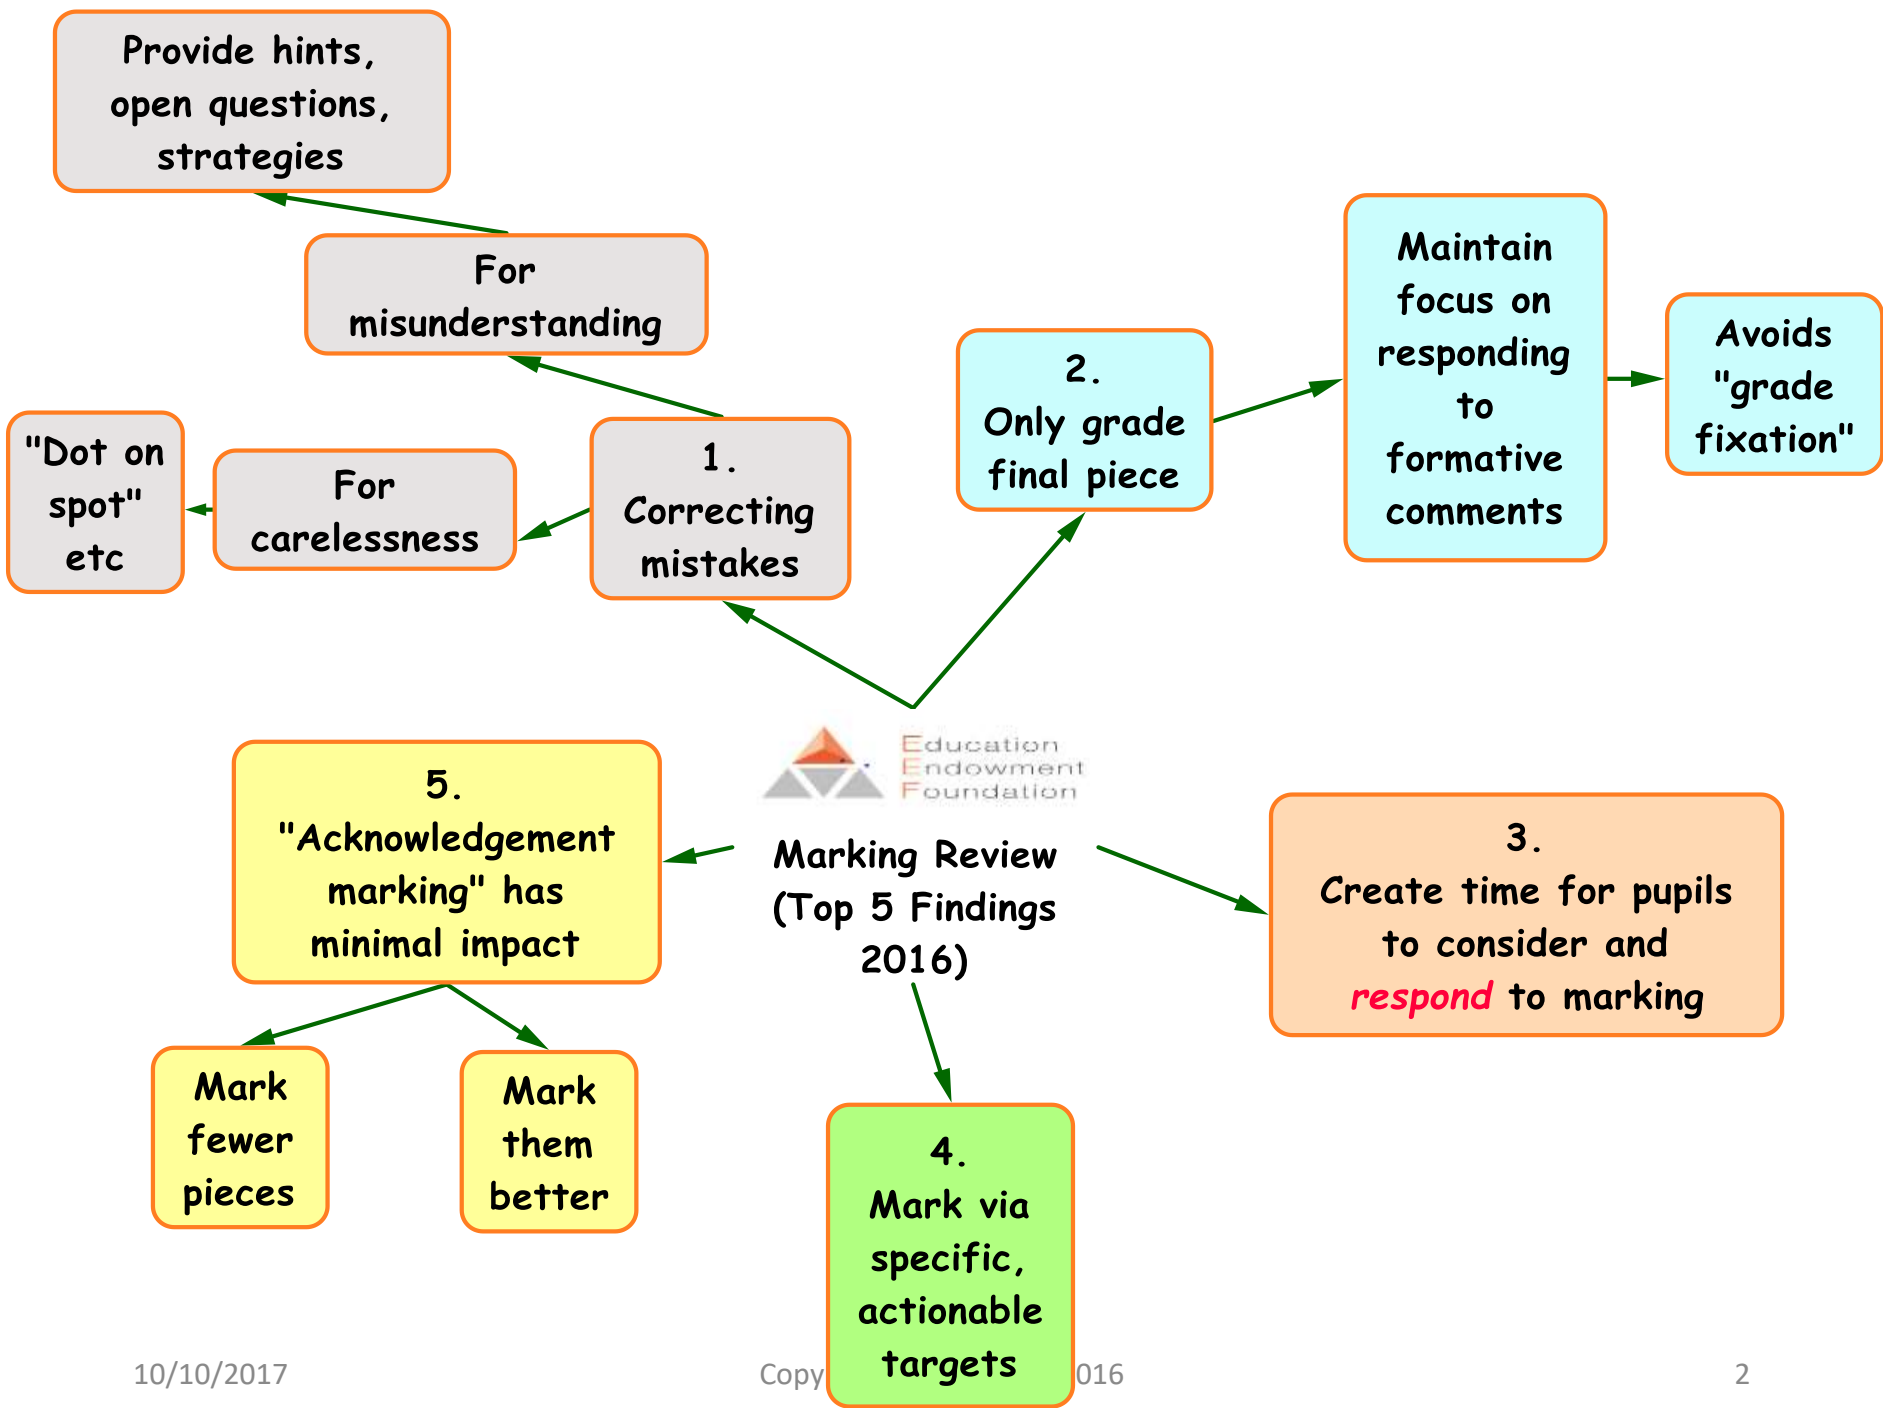 Provide hints,
open questions,
strategies
For
misunderstanding
"Dot on
spot"
etc
For
carelessness
1.
Correcting
mistakes
2.
Only grade
final piece
Maintain
focus on
responding
to
formative
comments
Avoids
"grade
fixation"
Education
Endowment
Foundation
Marking Review
(Top 5 Findings
2016)
3.
Create time for pupils
to consider and
respond to marking
4.
Mark via
specific,
actionable
targets
5.
"Acknowledgement
marking" has
minimal impact
Mark
fewer
pieces
Mark
them
better
10/10/2017
2